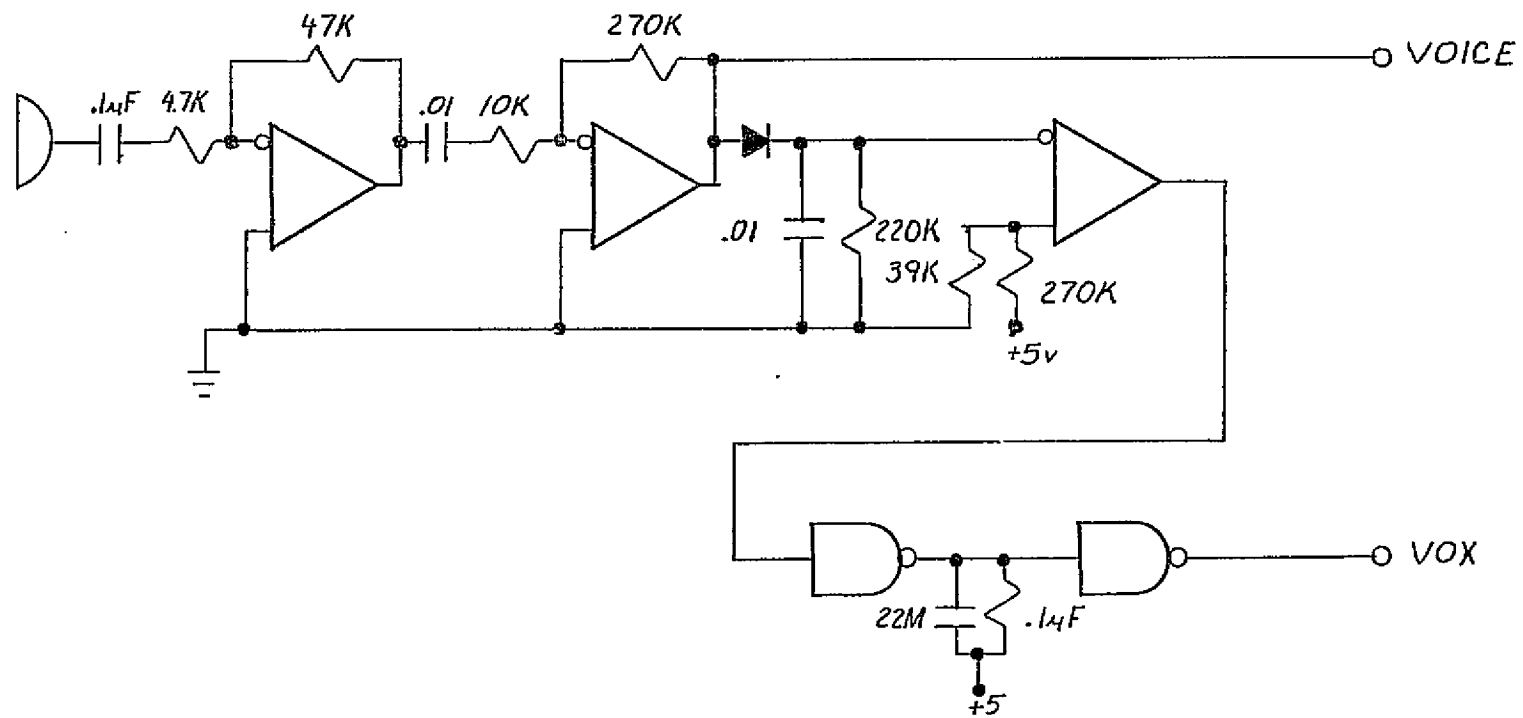 47K
270K
VOICE
.1μF
4.7K
.01
10K
.01
220K
39K
270K
+5v
VOX
22M
.1μF
+5